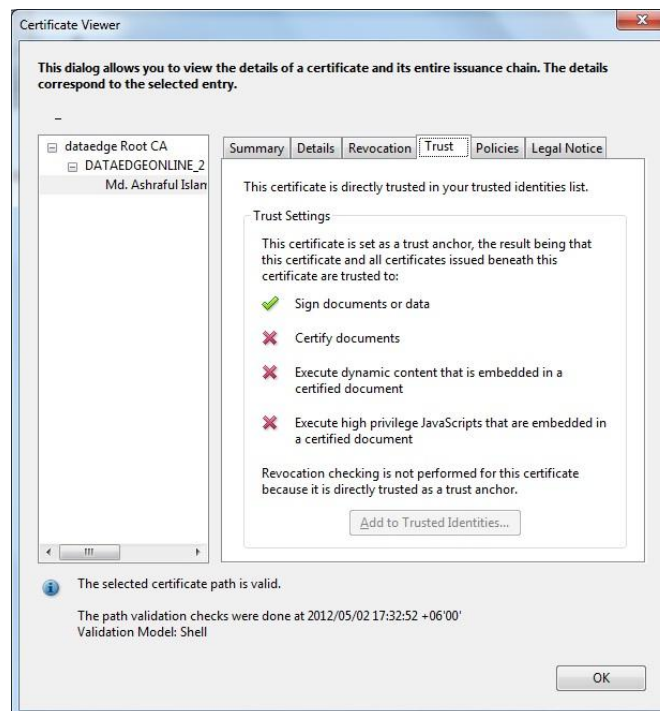 Certificate Viewer
This dialog allows you to view the details of a certificate and its entire issuance chain. The details
correspond to the selected entry.
dataedge Root CA
DATAEDGEONLINE_2
Md. Ashraful Islam
Summary Details Revocation Trust Policies Legal Notice
This certificate is directly trusted in your trusted identities list.
Trust Settings
This certificate is set as a trust anchor, the result being that
this certificate and all certificates issued beneath this
certificate are trusted to:
Sign documents or data
Certify documents
Execute dynamic content that is embedded in a
certified document
Execute high privilege JavaScripts that are embedded in
a certified document
Revocation checking is not performed for this certificate
because it is directly trusted as a trust anchor.
Add to Trusted Identities...
The selected certificate path is valid.
The path validation checks were done at 2012/05/02 17:32:52 +06'00'
Validation Model: Shell
OK